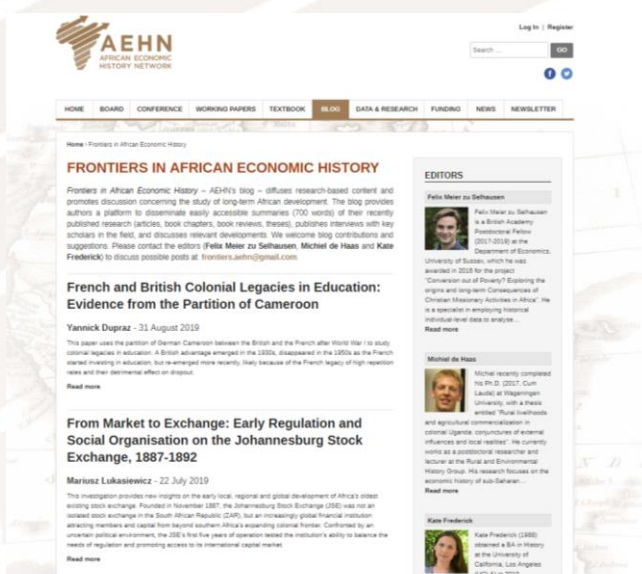 Log In | Register
AEHN
AFRICAN ECONOMIC
HISTORY NETWORK
Search ...
GO
HOME BOARD CONFERENCE WORKING PAPERS TEXTBOOK BLOG DATA & RESEARCH FUNDING NEWS NEWSLETTER
Home › Frontiers in African Economic History
FRONTIERS IN AFRICAN ECONOMIC HISTORY
Frontiers in African Economic History – AEHN's blog – diffuses research-based content and
promotes discussion concerning the study of long-term African development. The blog provides
authors a platform to disseminate easily accessible summaries (700 words) of their recently
published research (articles, book chapters, book reviews, theses), publishes interviews with key
scholars in the field, and discusses relevant developments. We welcome blog contributions and
suggestions. Please contact the editors (Felix Meier zu Selhausen, Michiel de Haas and Kate
Frederick) to discuss possible posts at: frontiers.aehn@gmail.com
French and British Colonial Legacies in Education:
Evidence from the Partition of Cameroon
Yannick Dupraz - 31 August 2019
This paper uses the partition of German Cameroon between the British and the French after World War I to study
colonial legacies in education. A British advantage emerged in the 1930s, disappeared in the 1950s as the French
started investing in education, but re-emerged more recently, likely because of the French legacy of high repetition
rates and their detrimental effect on dropout.
Read more
From Market to Exchange: Early Regulation and
Social Organisation on the Johannesburg Stock
Exchange, 1887-1892
Mariusz Lukasiewicz - 22 July 2019
This investigation provides new insights on the early local, regional and global development of Africa's oldest
existing stock exchange. Founded in November 1887, the Johannesburg Stock Exchange (JSE) was not an
isolated stock exchange in the South African Republic (ZAR), but an increasingly global financial institution
attracting members and capital from beyond southern Africa's expanding colonial frontier. Confronted by an
uncertain political environment, the JSE's first five years of operation tested the institution's ability to balance the
needs of regulation and promoting access to its international capital market.
Read more
EDITORS
Felix Meier zu Selhausen
Felix Meier zu Selhausen
is a British Academy
Postdoctoral Fellow
(2017-2019) at the
Department of Economics,
University of Sussex, which he was
awarded in 2016 for the project
"Conversion out of Poverty? Exploring the
origins and long-term Consequences of
Christian Missionary Activities in Africa". He
is a specialist in employing historical
individual-level data to analyse...
Read more
Michiel de Haas
Michiel recently completed
his Ph.D. (2017, Cum
Laude) at Wageningen
University, with a thesis
entitled "Rural livelihoods
and agricultural commercialization in
colonial Uganda: conjunctures of external
influences and local realities". He currently
works as a postdoctoral researcher and
lecturer at the Rural and Environmental
History Group. His research focuses on the
economic history of sub-Saharan...
Read more
Kate Frederick
Kate Frederick (1988)
obtained a BA in History
at the University of
California, Los Angeles